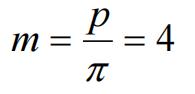 m = p/π = 4